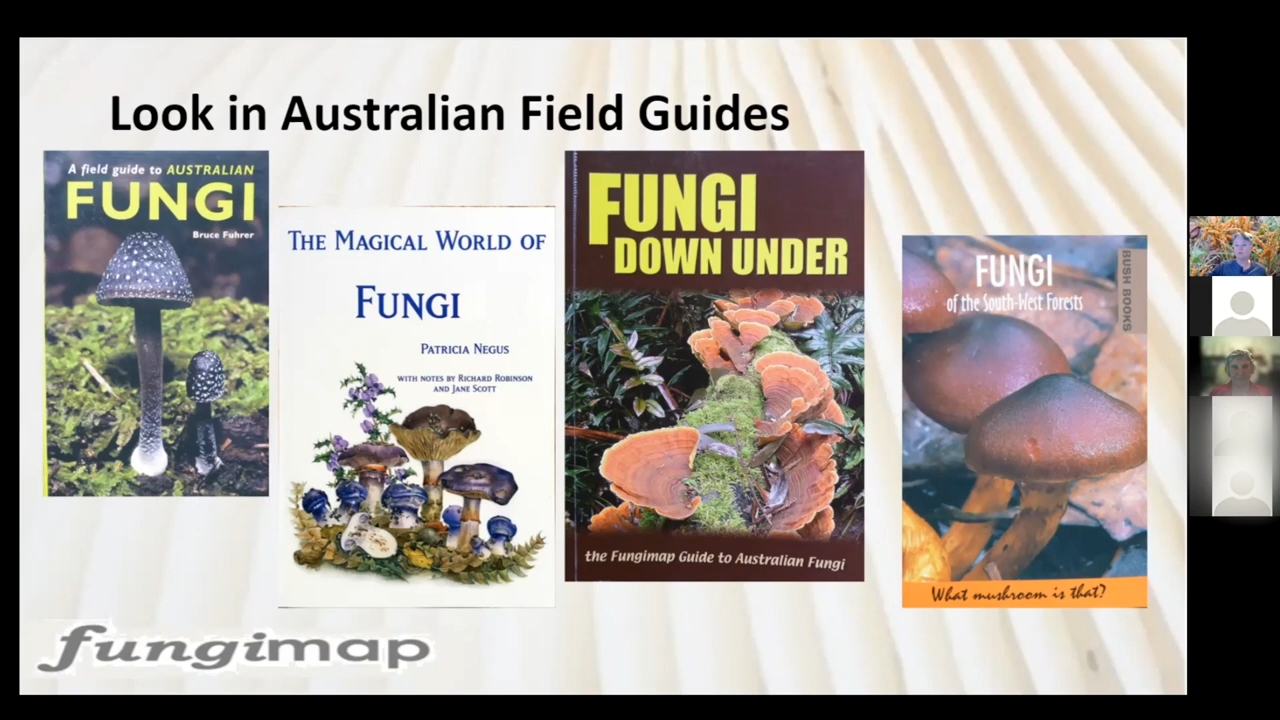 Look in Australian Field Guides
A field guide to AUSTRALIAN
FUNGI
Bruce Fuhrer
THE MAGICAL WORLD OF
FUNGI
PATRICIA NEGUS
WITH NOTES BY RICHARD ROBINSON
AND JANE SCOTT
FUNGI
DOWN UNDER
the Fungimap Guide to Australian Fungi
FUNGI
of the South-West Forests
BUSH BOOKS
What mushroom is that?
fungimap